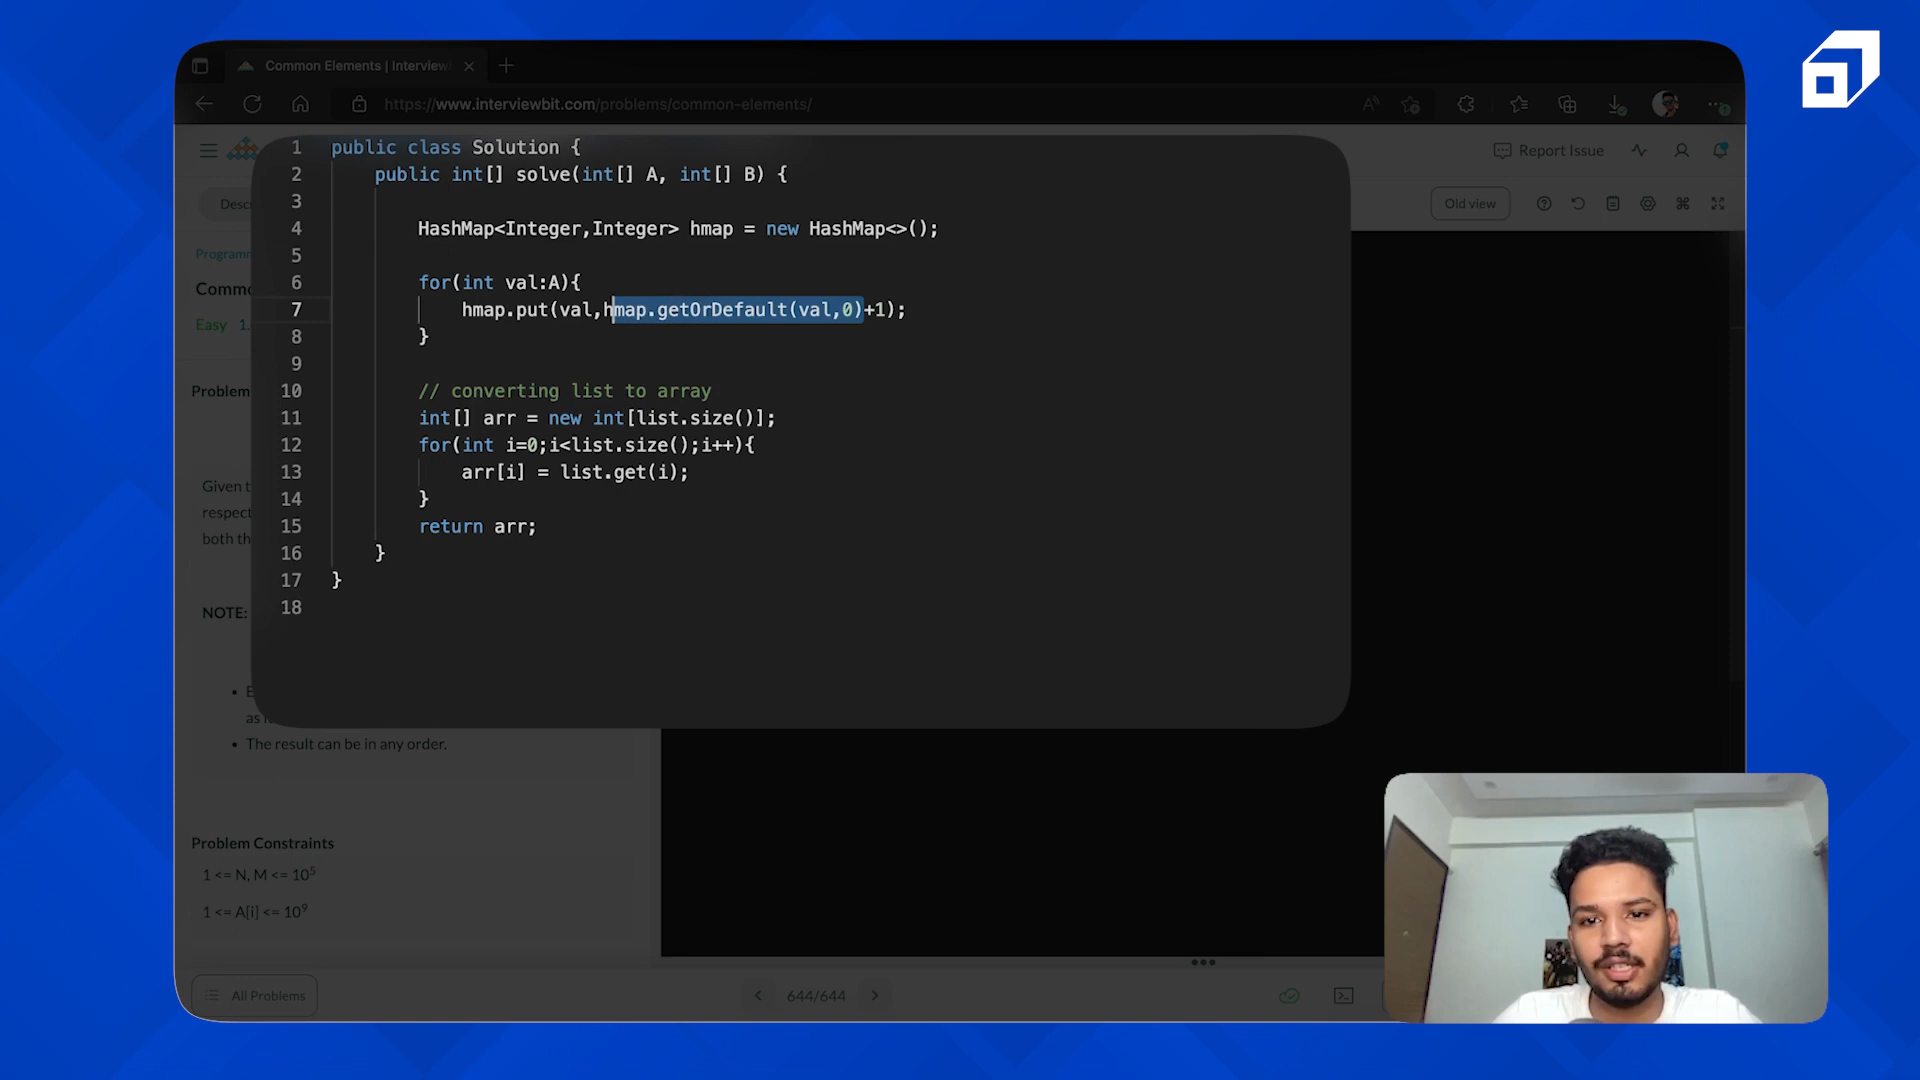 Common Elements | Interview
https://www.interviewbit.com/problems/common-elements/
Report Issue
Old view
Programm
Common
Easy 1.
Problem
Given t
respect
both th
NOTE:
as
The result can be in any order.
Problem Constraints
1 <= N, M <= 10^5
1 <= A[i] <= 10^9
All Problems
644/644
1 public class Solution {
2 public int[] solve(int[] A, int[] B) {
3
4 HashMap<Integer,Integer> hmap = new HashMap<>();
5
6 for(int val:A){
7 hmap.put(val,hmap.getOrDefault(val,0)+1);
8 }
9
10 // converting list to array
11 int[] arr = new int[list.size()];
12 for(int i=0;i<list.size();i++){
13 arr[i] = list.get(i);
14 }
15 return arr;
16 }
17 }
18